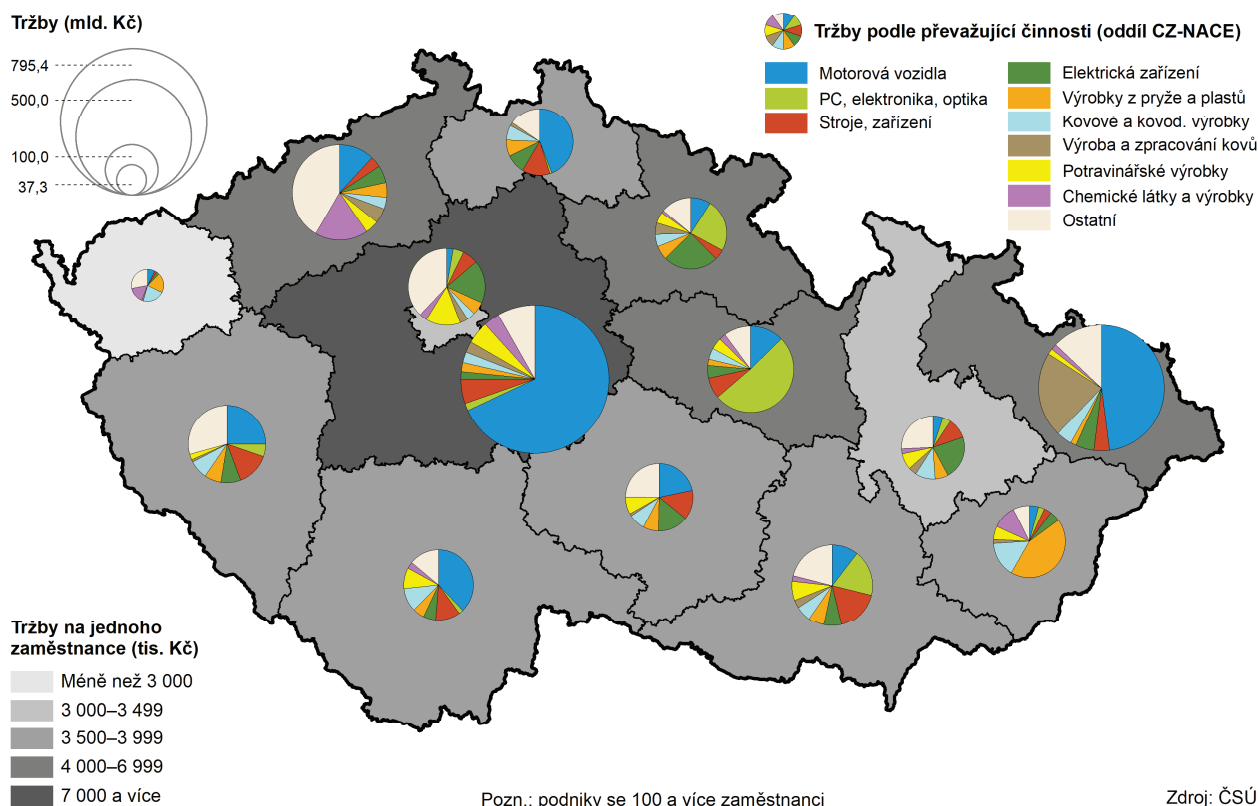 Tržby (mld. Kč)
795,4
500,0
100,0
37,3
Tržby podle převažující činnosti (oddíl CZ-NACE)
Motorová vozidla
PC, elektronika, optika
Stroje, zařízení
Elektrická zařízení
Výrobky z pryže a plastů
Kovové a kovod. výrobky
Výroba a zpracování kovů
Potravinářské výrobky
Chemické látky a výrobky
Ostatní
Tržby na jednoho
zaměstnance (tis. Kč)
Méně než 3 000
3 000–3 499
3 500–3 999
4 000–6 999
7 000 a více
Pozn.: podniky se 100 a více zaměstnanci
Zdroj: ČSÚ